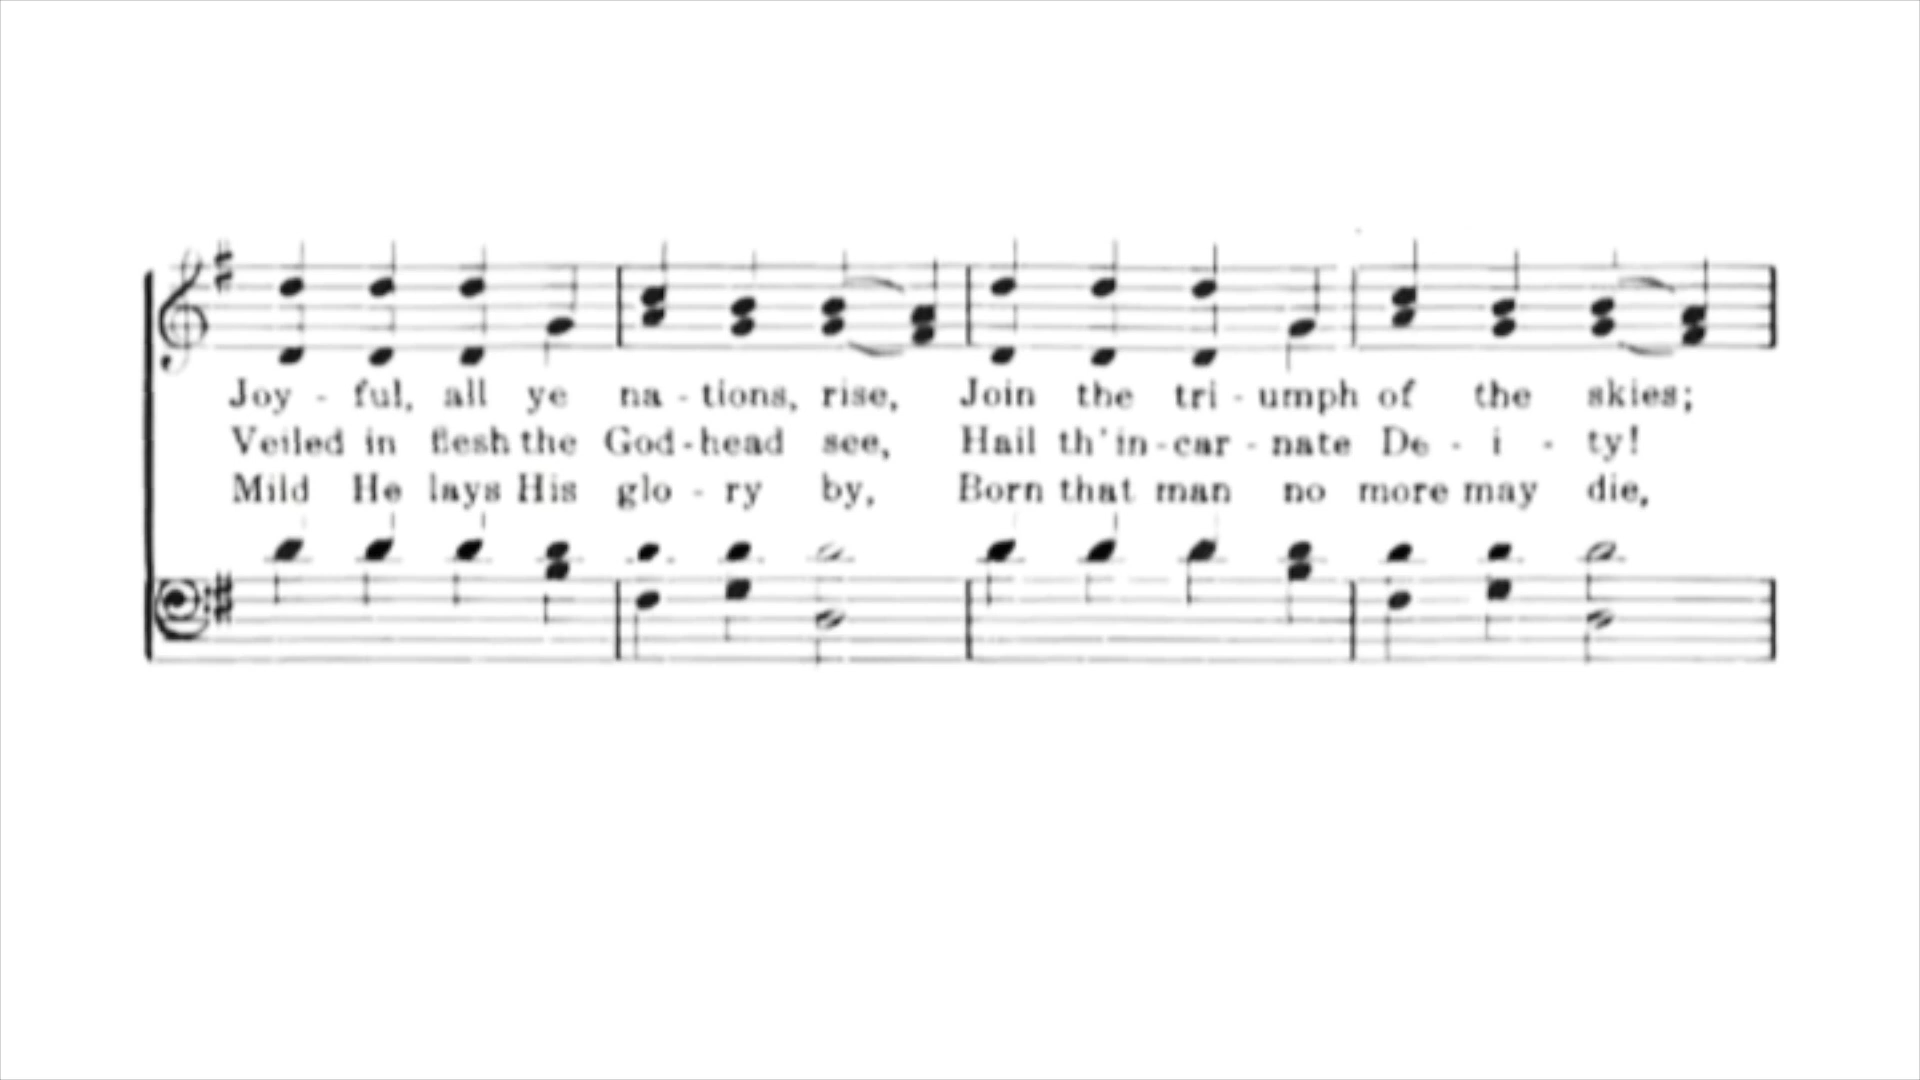 Joy - ful, all ye na - tions, rise, Join the tri - umph of the skies;
Veiled in flesh the God - head see, Hail th' in - car - nate De - i - ty!
Mild He lays His glo - ry by, Born that man no more may die,